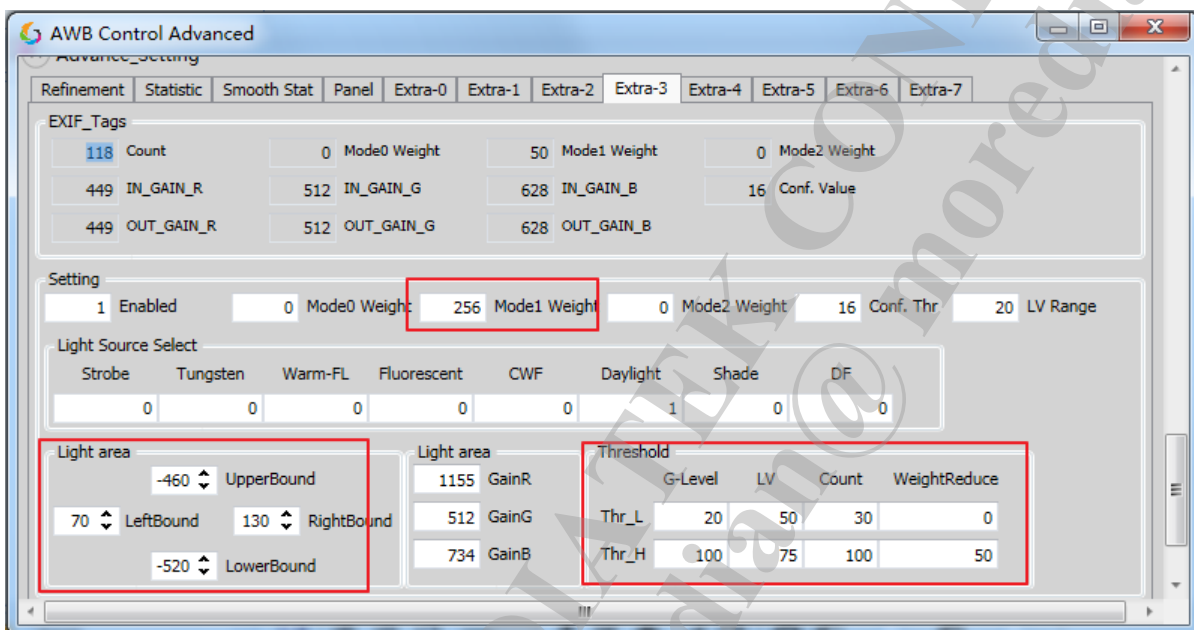 AWB Control Advanced
Advance_Setting
Refinement Statistic Smooth Stat Panel Extra-0 Extra-1 Extra-2 Extra-3 Extra-4 Extra-5 Extra-6 Extra-7
EXIF_Tags
118 Count 0 Mode0 Weight 50 Mode1 Weight 0 Mode2 Weight
449 IN_GAIN_R 512 IN_GAIN_G 628 IN_GAIN_B 16 Conf. Value
449 OUT_GAIN_R 512 OUT_GAIN_G 628 OUT_GAIN_B
Setting
1 Enabled 0 Mode0 Weight 256 Mode1 Weight 0 Mode2 Weight 16 Conf. Thr 20 LV Range
Light Source Select
Strobe Tungsten Warm-FL Fluorescent CWF Daylight Shade DF
0 0 0 0 0 1 0 0
Light area
-460 UpperBound
70 LeftBound 130 RightBound
-520 LowerBound
Light area
1155 GainR
512 GainG
734 GainB
Threshold
G-Level LV Count WeightReduce
Thr_L 20 50 30 0
Thr_H 100 75 100 50